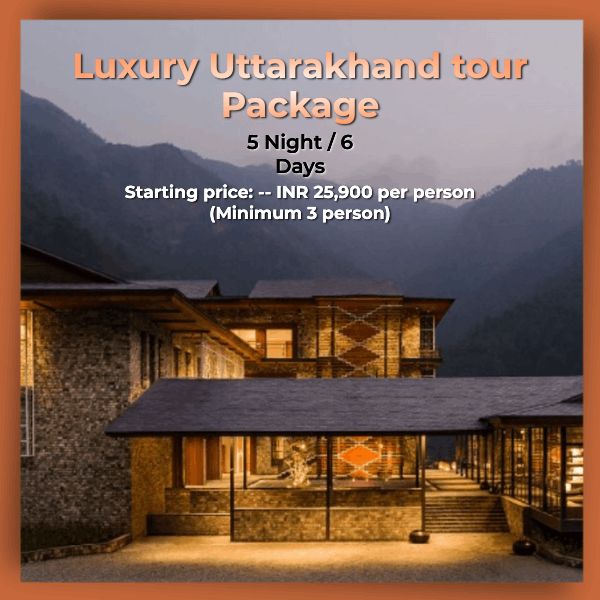 Luxury Uttarakhand tour
Package
5 Night / 6
Days
Starting price: -- INR 25,900 per person
(Minimum 3 person)